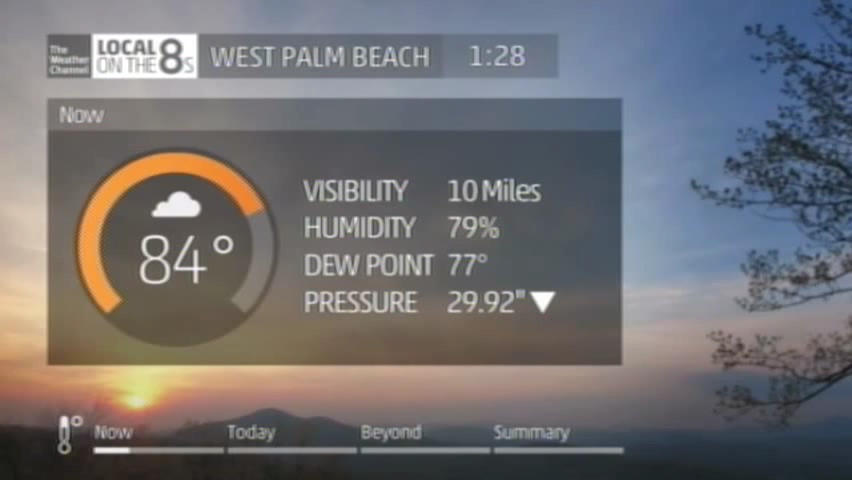 The Weather Channel LOCAL ON THE 8s WEST PALM BEACH 1:28
Now
84°
VISIBILITY 10 Miles
HUMIDITY 79%
DEW POINT 77°
PRESSURE 29.92"
Now Today Beyond Summary